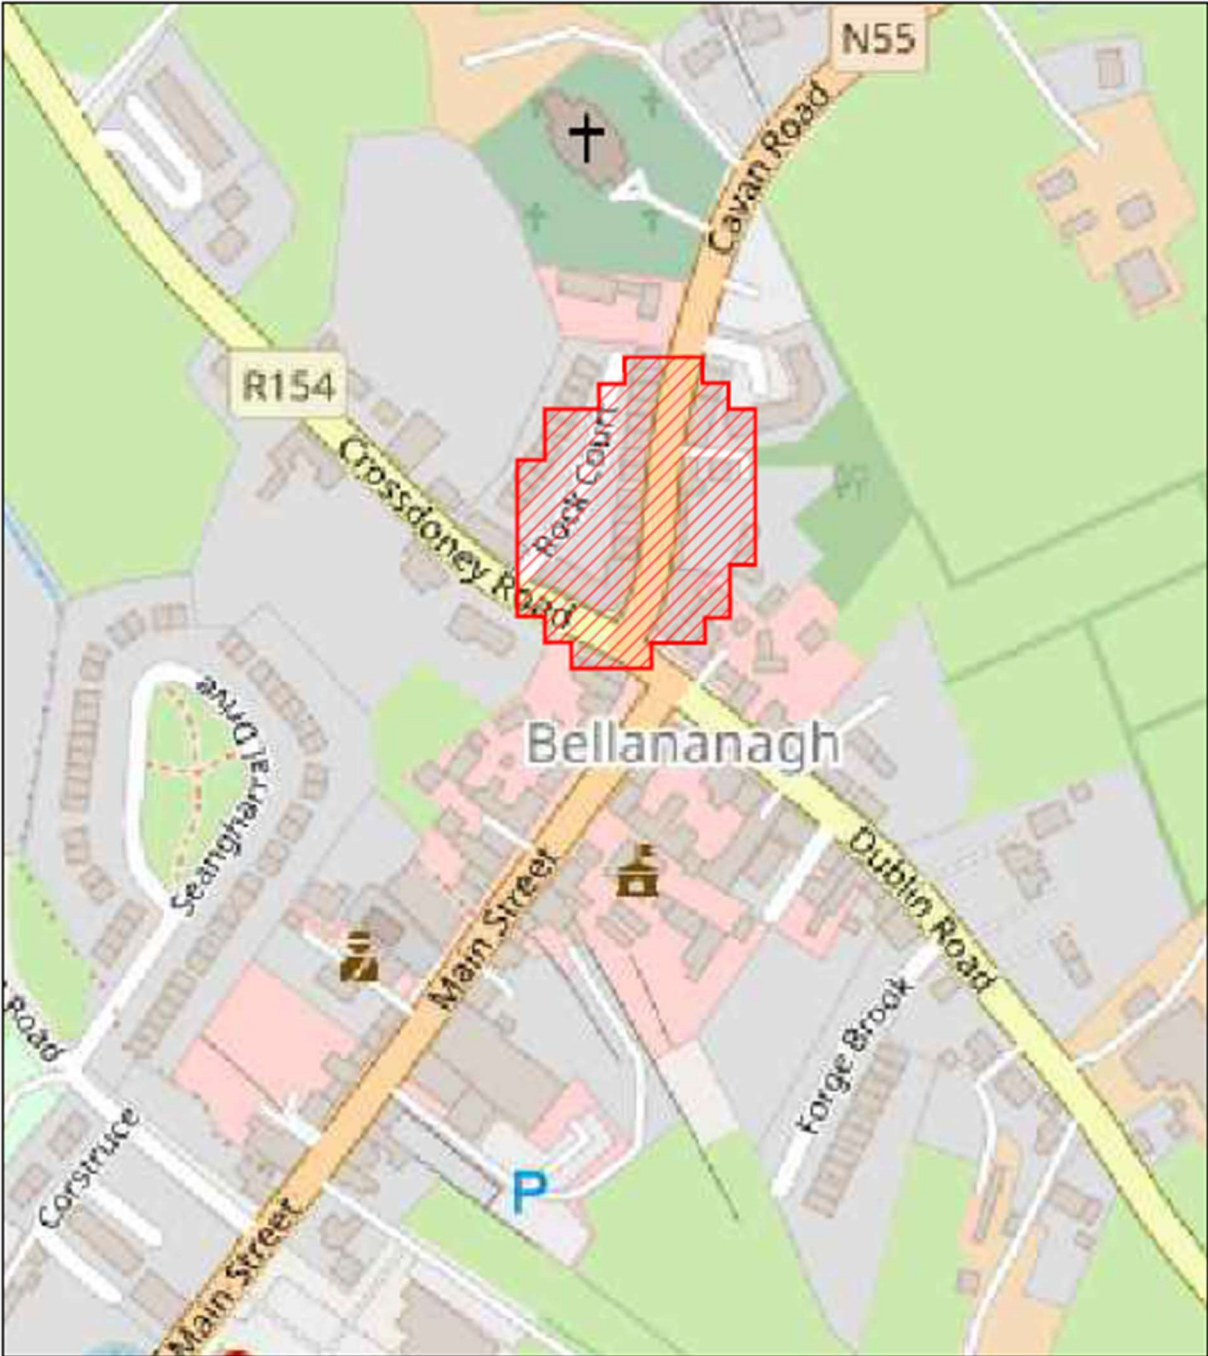 N55
Cavan Road
R154
Crossdoney Road
Rock Court
Bellananagh
Seangharraí Drive
Main Street
Dublin Road
Road
Forge Brook
Corstruce
P
Main Street